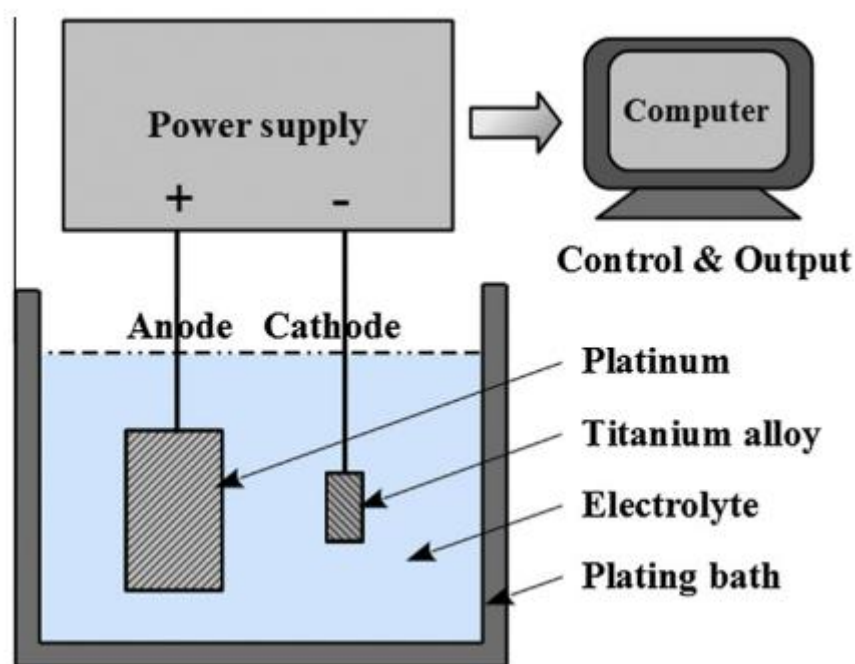 Power supply
+ -
Computer
Control & Output
Anode Cathode
Platinum
Titanium alloy
Electrolyte
Plating bath